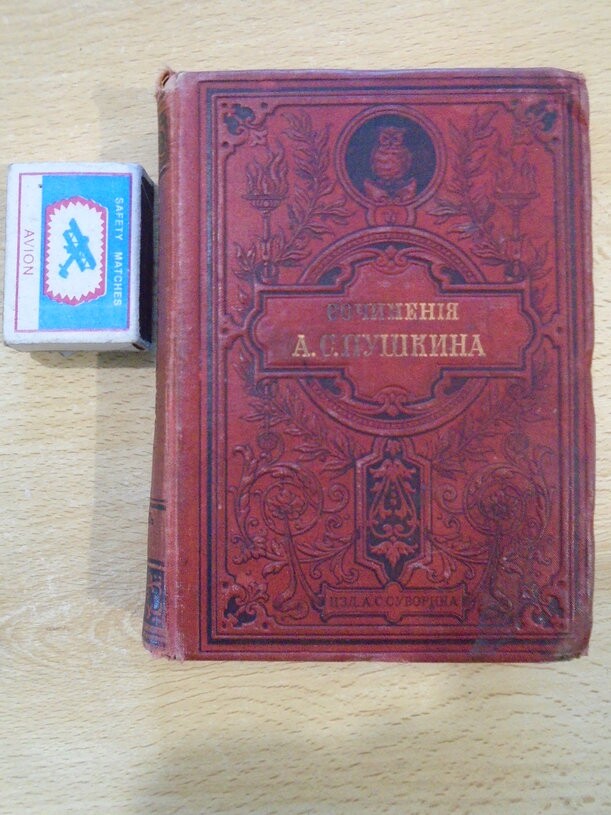 SAFETY MATCHES
AVION
СОЧИНЕНІЯ
А. С. ПУШКИНА
ИЗД. А. С. СУВОРИНА